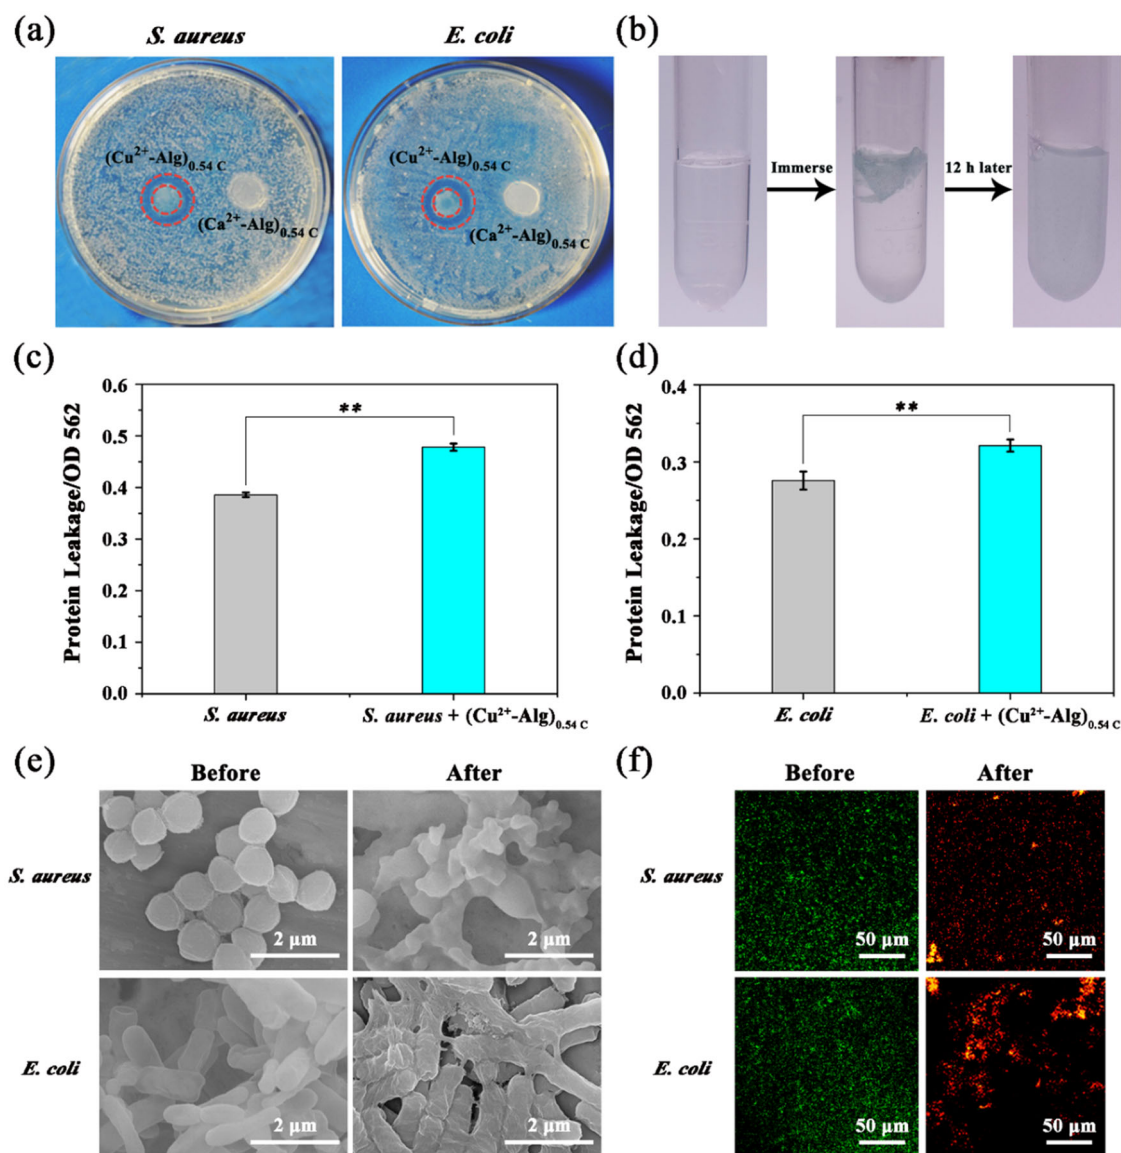 (a)
S. aureus
E. coli
(Cu²⁺-Alg)₀.₅₄ C
(Ca²⁺-Alg)₀.₅₄ C
(Cu²⁺-Alg)₀.₅₄ C
(Ca²⁺-Alg)₀.₅₄ C
(b)
Immerse
12 h later
(c)
Protein Leakage/OD 562
0.6
0.5
0.4
0.3
0.2
0.1
0.0
**
S. aureus
S. aureus + (Cu²⁺-Alg)₀.₅₄ C
(d)
Protein Leakage/OD 562
0.4
0.3
0.2
0.1
0.0
**
E. coli
E. coli + (Cu²⁺-Alg)₀.₅₄ C
(e)
Before
After
S. aureus
2 μm
2 μm
E. coli
2 μm
2 μm
(f)
Before
After
S. aureus
50 μm
50 μm
E. coli
50 μm
50 μm